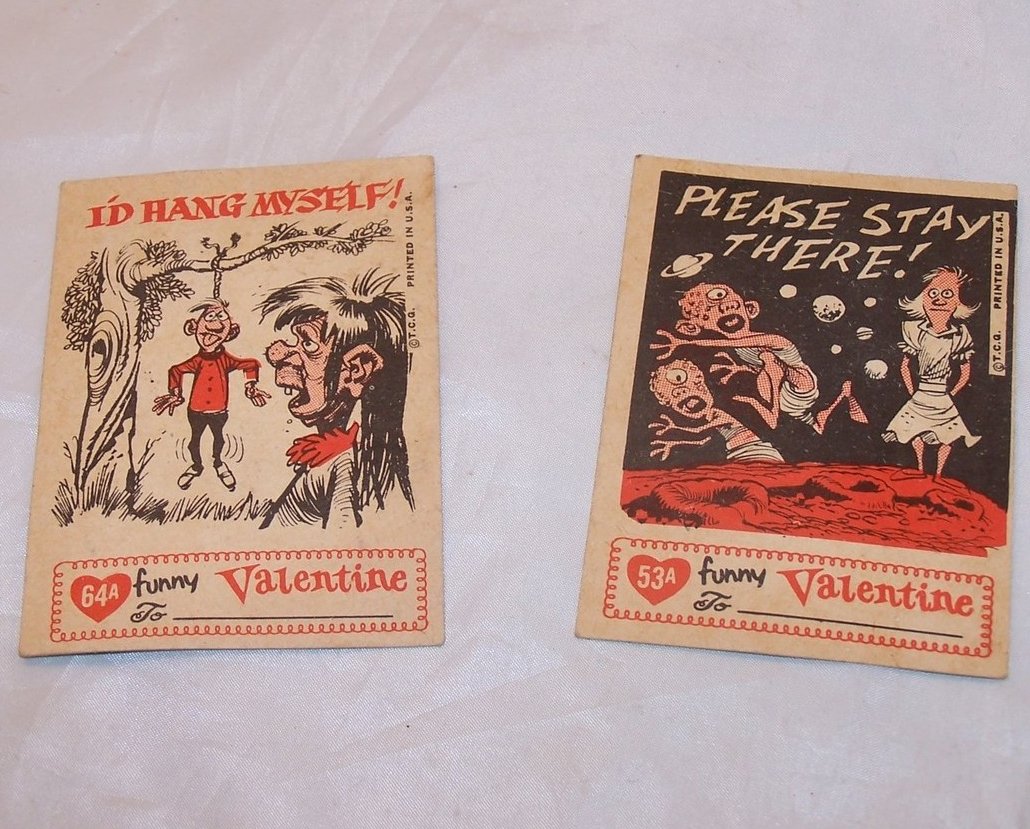 I'D HANG MYSELF!
© T.C.G. PRINTED IN U.S.A.
64A funny Valentine
To
PLEASE STAY
THERE!
© T.C.G. PRINTED IN U.S.A.
53A funny Valentine
To